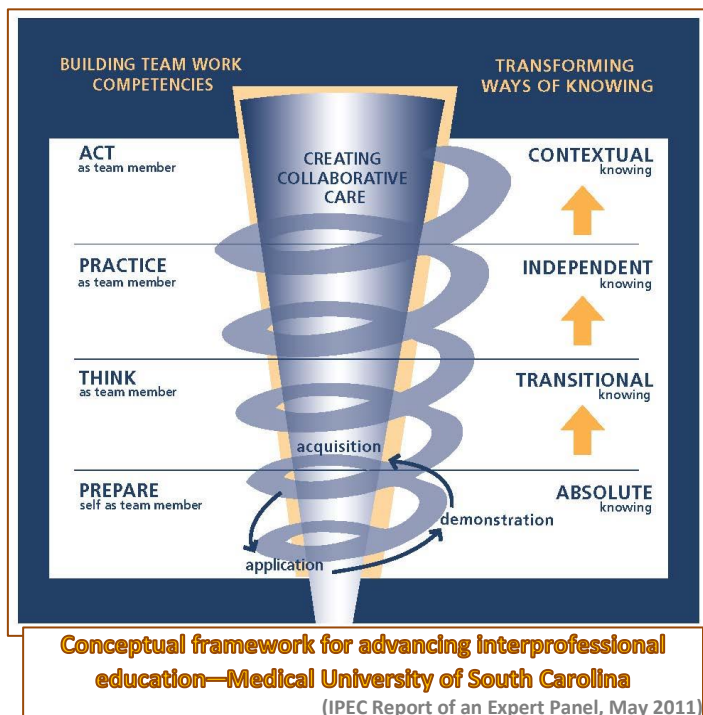 BUILDING TEAM WORK
COMPETENCIES
TRANSFORMING
WAYS OF KNOWING
CREATING
COLLABORATIVE
CARE
ACT
as team member
CONTEXTUAL
knowing
PRACTICE
as team member
INDEPENDENT
knowing
THINK
as team member
TRANSITIONAL
knowing
acquisition
PREPARE
self as team member
ABSOLUTE
knowing
demonstration
application
Conceptual framework for advancing interprofessional
education—Medical University of South Carolina
(IPEC Report of an Expert Panel, May 2011)